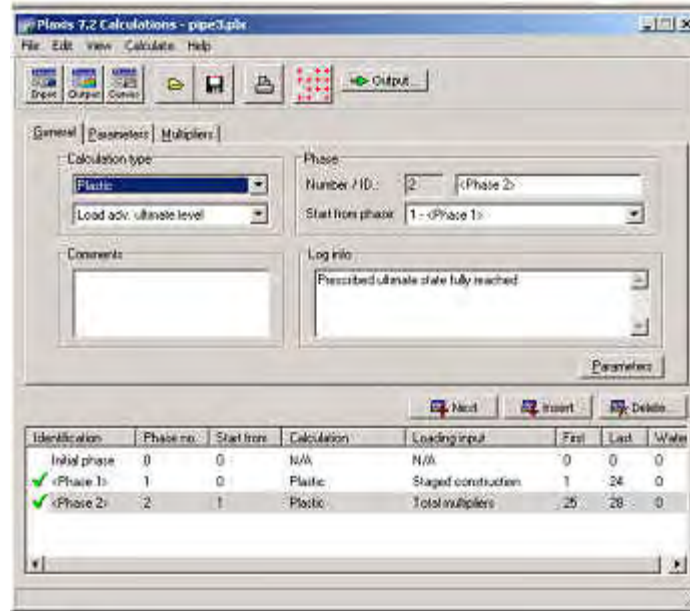 Plaxis 7.2 Calculations - pipe3.plx
File Edit View Calculate Help
Input Output Curves Output...
General Parameters Multipliers
Calculation type
Plastic
Load adv. ultimate level
Phase
Number / ID.: 2 <Phase 2>
Start from phase: 1 - <Phase 1>
Comments
Log info
Prescribed ultimate state fully reached
Parameters
Next Insert Delete...
Identification Phase no. Start from Calculation Loading input First Last Water
Initial phase 0 0 N/A N/A 0 0 0
<Phase 1> 1 0 Plastic Staged construction 1 24 0
<Phase 2> 2 1 Plastic Total multipliers 25 28 0